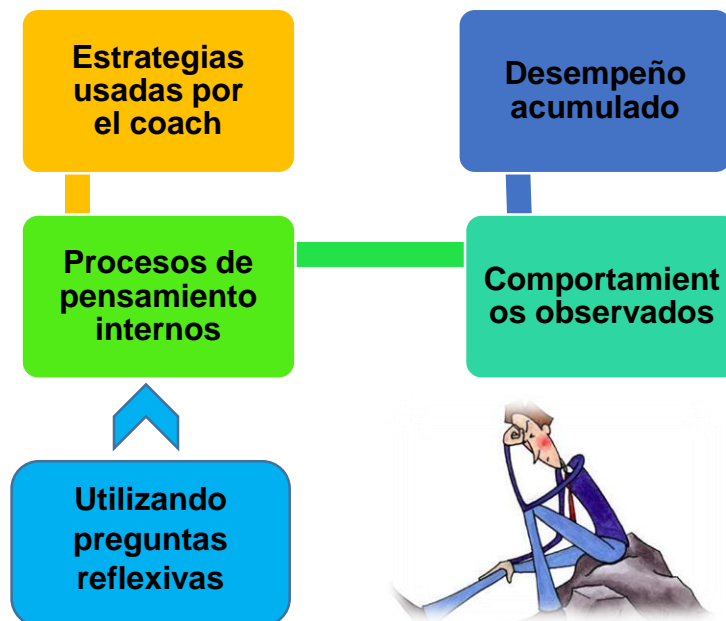 Estrategias
usadas por
el coach
Desempeño
acumulado
Procesos de
pensamiento
internos
Comportamient
os observados
Utilizando
preguntas
reflexivas